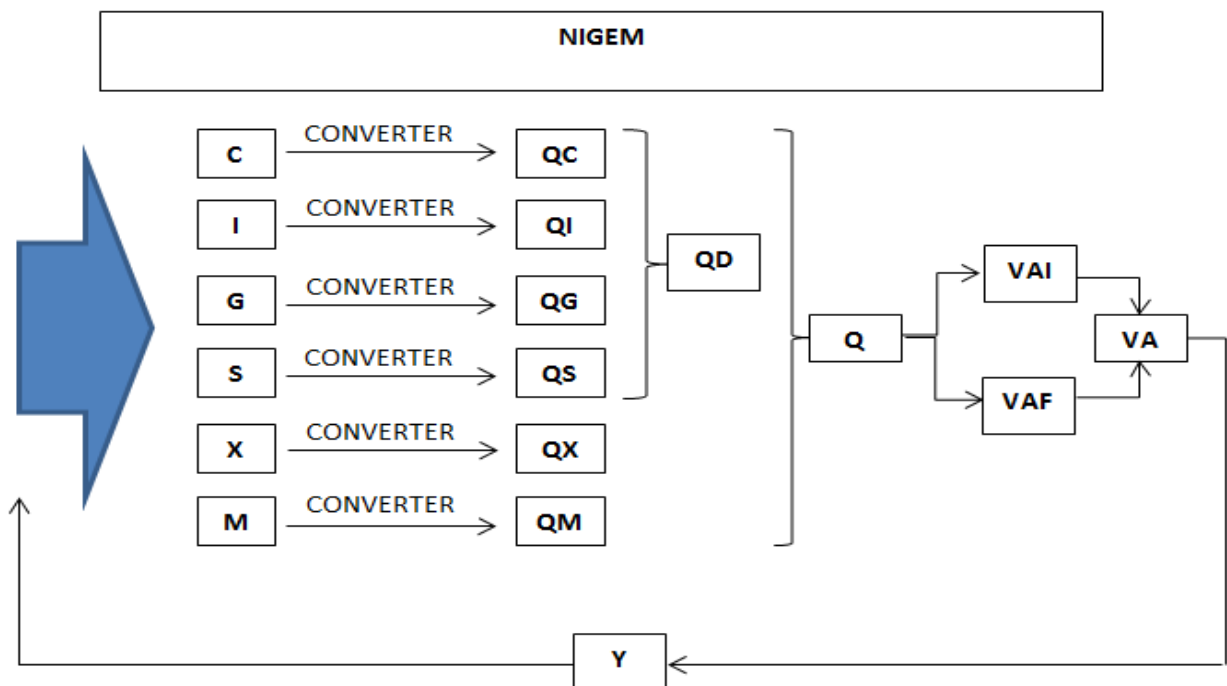 NIGEM
C CONVERTER QC
I CONVERTER QI
G CONVERTER QG
S CONVERTER QS
X CONVERTER QX
M CONVERTER QM
QD
Q
VAI
VAF
VA
Y